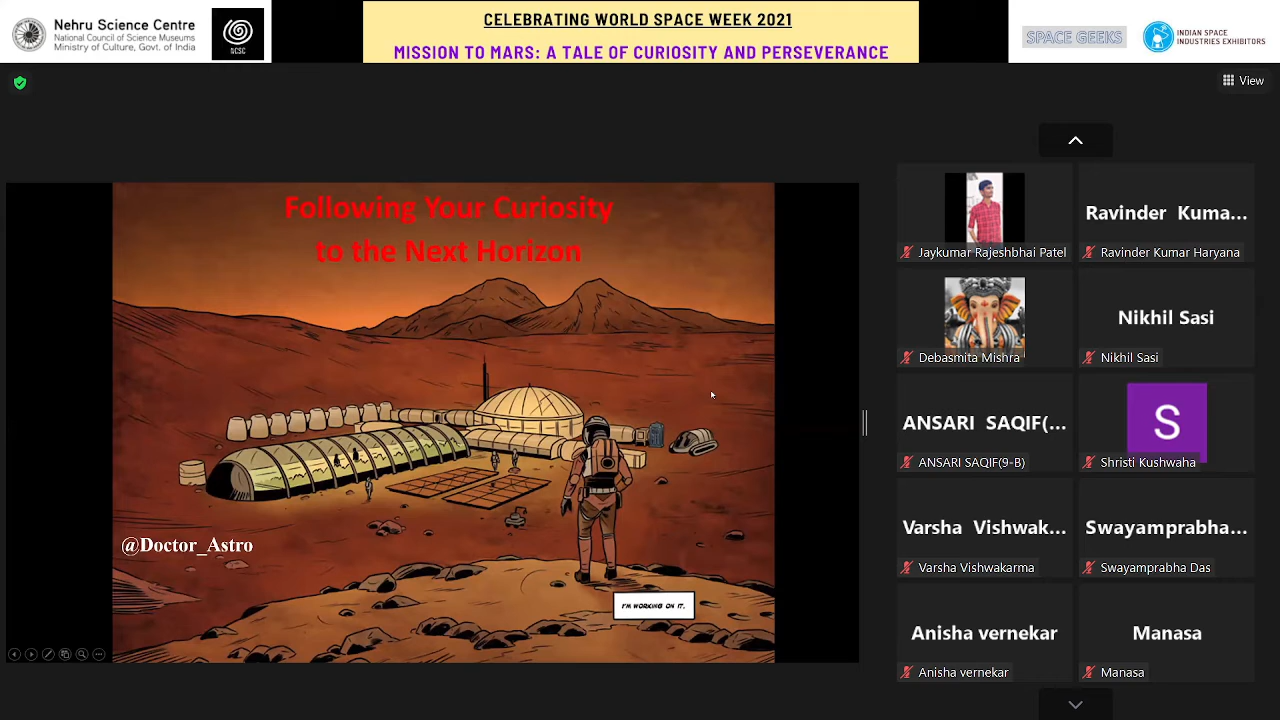 Nehru Science Centre
National Council of Science Museums
Ministry of Culture, Govt. of India
NCSC
CELEBRATING WORLD SPACE WEEK 2021
MISSION TO MARS: A TALE OF CURIOSITY AND PERSEVERANCE
SPACE GEEKS
INDIAN SPACE
INDUSTRIES EXHIBITORS
View
Following Your Curiosity
to the Next Horizon
@Doctor_Astro
I'M WORKING ON IT.
Jaykumar Rajeshbhai Patel
Ravinder Kuma...
Ravinder Kumar Haryana
Debasmita Mishra
Nikhil Sasi
Nikhil Sasi
ANSARI SAQIF(...
ANSARI SAQIF(9-B)
S
Shristi Kushwaha
Varsha Vishwak...
Varsha Vishwakarma
Swayamprabha...
Swayamprabha Das
Anisha vernekar
Anisha vernekar
Manasa
Manasa